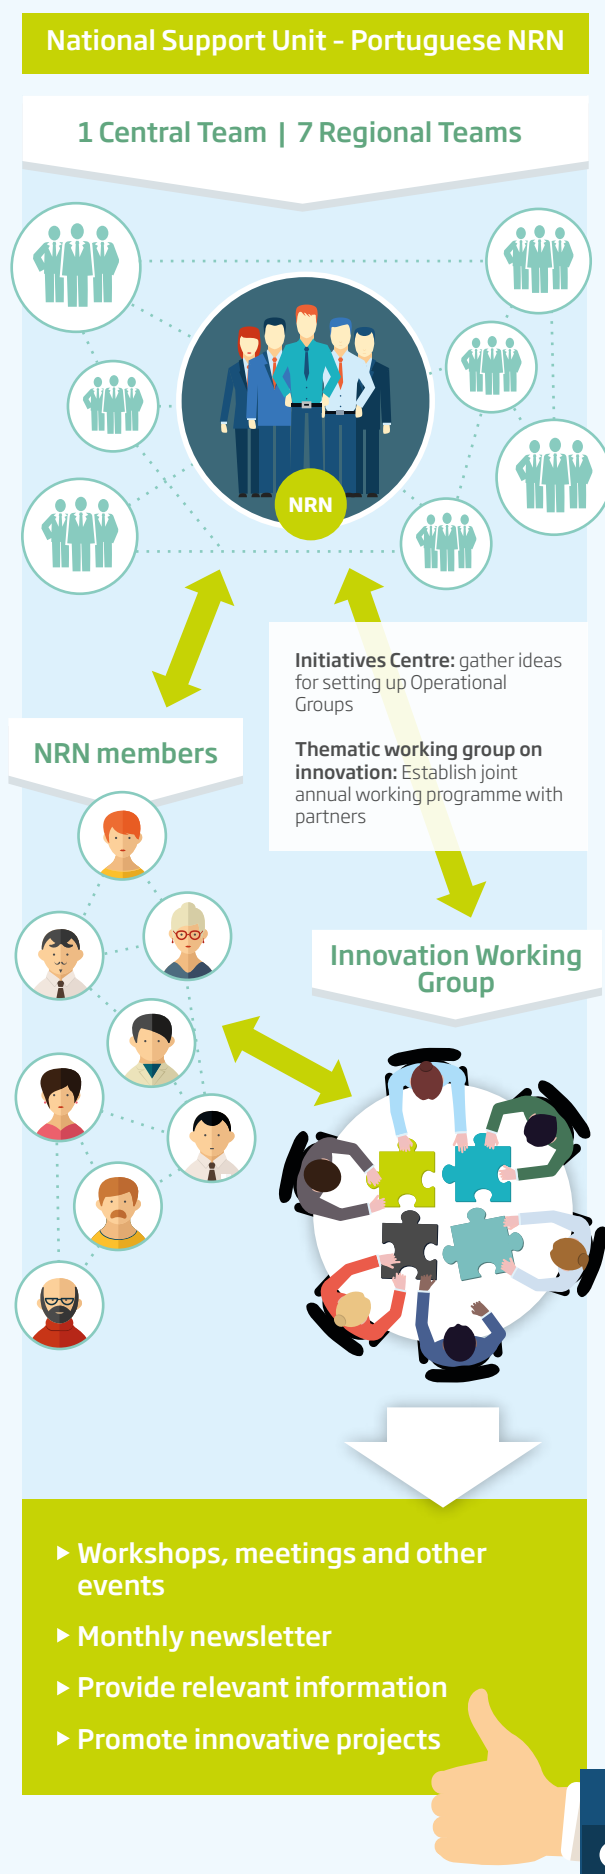 National Support Unit – Portuguese NRN
1 Central Team | 7 Regional Teams
NRN
Initiatives Centre: gather ideas
for setting up Operational
Groups
Thematic working group on
innovation: Establish joint
annual working programme with
partners
NRN members
Innovation Working
Group
Workshops, meetings and other
events
Monthly newsletter
Provide relevant information
Promote innovative projects